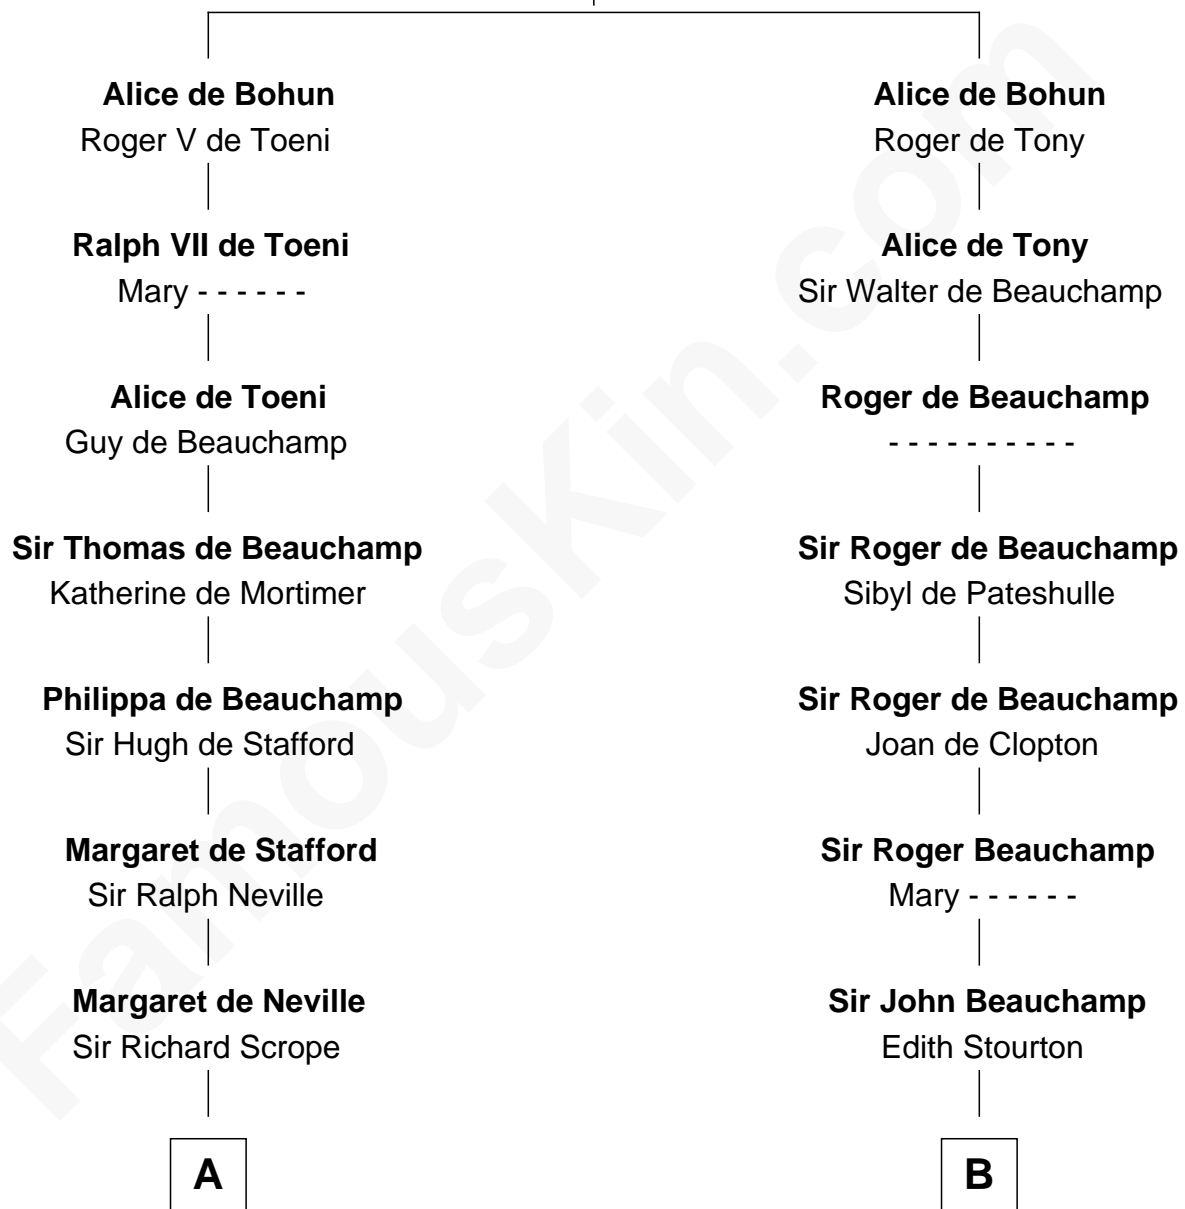 Alice de Bohun
Roger V de Toeni
Ralph VII de Toeni
Mary - - - - - -
Alice de Toeni
Guy de Beauchamp
Sir Thomas de Beauchamp
Katherine de Mortimer
Philippa de Beauchamp
Sir Hugh de Stafford
Margaret de Stafford
Sir Ralph Neville
Margaret de Neville
Sir Richard Scrope
A
Alice de Bohun
Roger de Tony
Alice de Tony
Sir Walter de Beauchamp
Roger de Beauchamp
- - - - - - - - - -
Sir Roger de Beauchamp
Sibyl de Pateshulle
Sir Roger de Beauchamp
Joan de Clopton
Sir Roger Beauchamp
Mary - - - - - -
Sir John Beauchamp
Edith Stourton
B
FamousKin.com